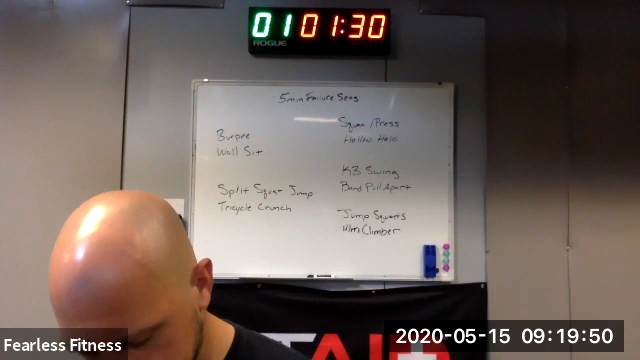 01 01:30
ROGUE
5min Failure Sets
Burpee
Wall Sit
Split Squat Jump
Tricycle Crunch
Squat/Press
Hollow Hold
KB Swing
Band Pull Apart
Jump Squats
Mtn Climber
Fearless Fitness
2020-05-15 09:19:50